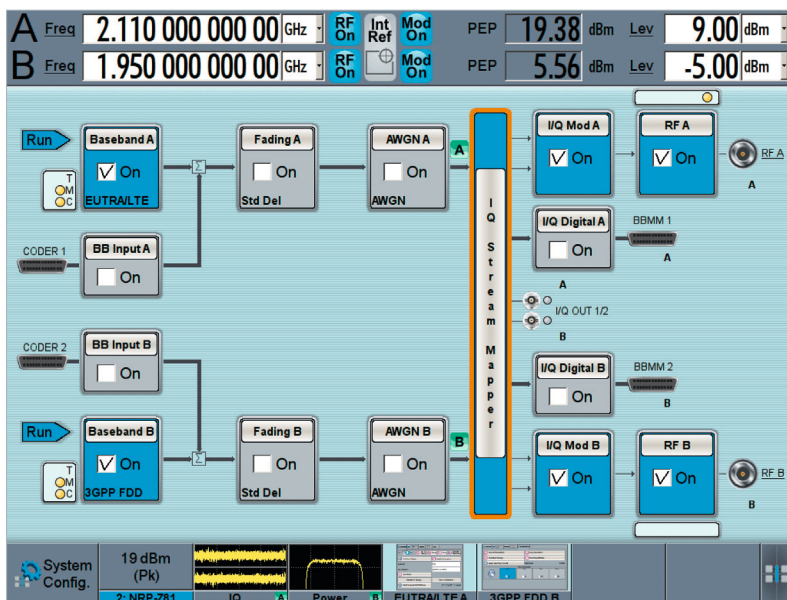 A Freq 2.110 000 000 00 GHz RF On Int Ref Mod On PEP 19.38 dBm Lev 9.00 dBm
B Freq 1.950 000 000 00 GHz RF On Mod On PEP 5.56 dBm Lev -5.00 dBm
Run
Baseband A
On
EUTRA/LTE
T
M
C
Σ
Fading A
On
Std Del
AWGN A
On
AWGN
A
I/Q Mod A
On
RF A
On
RF A
A
CODER 1
BB Input A
On
I/Q Digital A
On
BBMM 1
A
IQ Stream Mapper
A
I/Q OUT 1/2
B
CODER 2
BB Input B
On
I/Q Digital B
On
BBMM 2
B
Run
Baseband B
On
3GPP FDD
T
M
C
Σ
Fading B
On
Std Del
AWGN B
On
AWGN
B
I/Q Mod B
On
RF B
On
RF B
B
System
Config.
19 dBm
(Pk)
2: NRP-Z81
IQ A
Power B
EUTRA/LTE A
3GPP FDD B